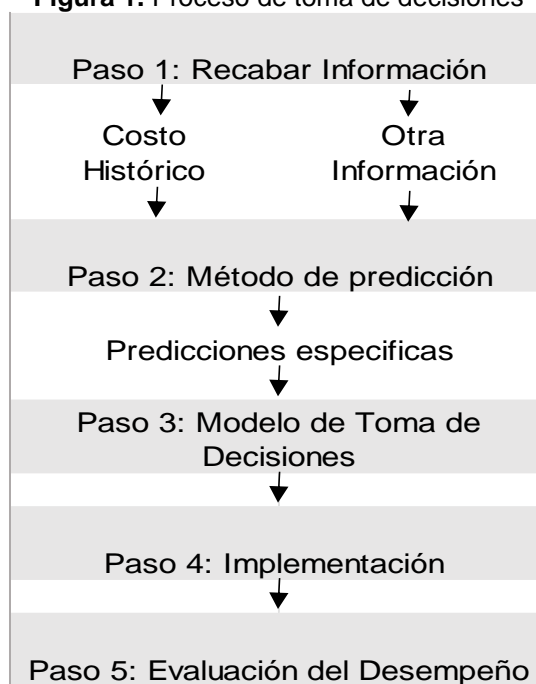 Figura 1. Proceso de toma de decisiones
Paso 1: Recabar Información
Costo Histórico
Otra Información
Paso 2: Método de predicción
Predicciones especificas
Paso 3: Modelo de Toma de
Decisiones
Paso 4: Implementación
Paso 5: Evaluación del Desempeño